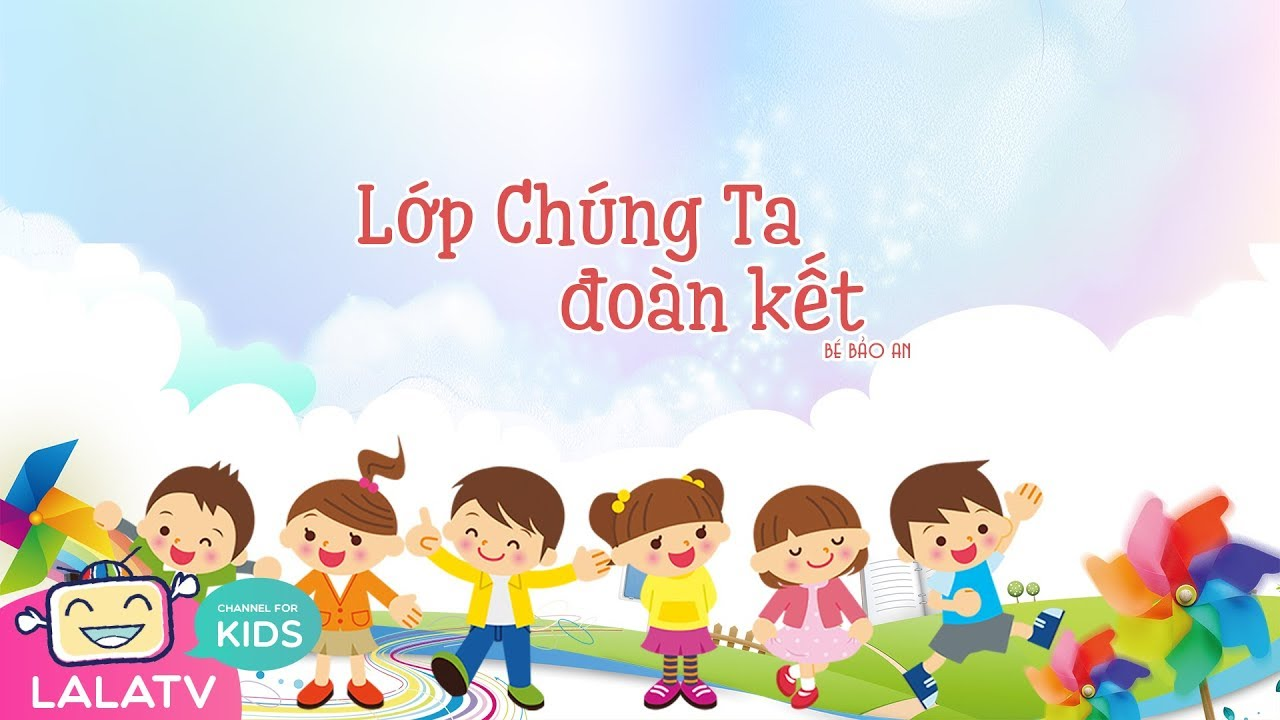 Lớp Chúng Ta
đoàn kết
BÉ BẢO AN
CHANNEL FOR
KIDS
LALATV